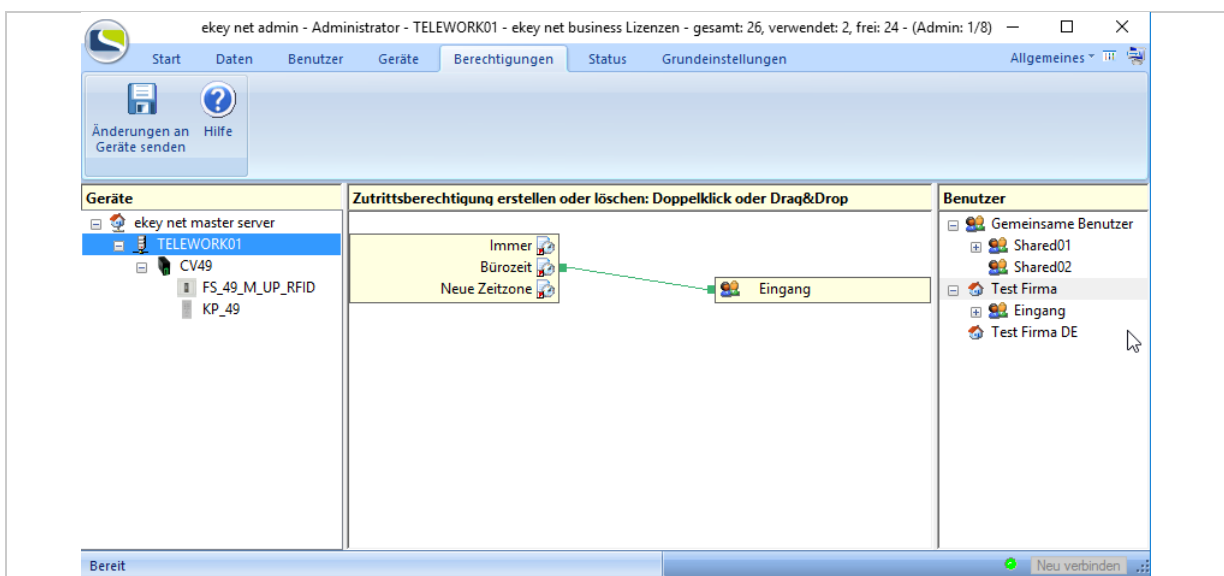 ekey net admin - Administrator - TELEWORK01 - ekey net business Lizenzen - gesamt: 26, verwendet: 2, frei: 24 - (Admin: 1/8)
Start Daten Benutzer Geräte Berechtigungen Status Grundeinstellungen Allgemeines
Änderungen an Geräte senden
Hilfe
Geräte
ekey net master server
TELEWORK01
CV49
FS_49_M_UP_RFID
KP_49
Zutrittsberechtigung erstellen oder löschen: Doppelklick oder Drag&Drop
Immer
Bürozeit
Neue Zeitzone
Eingang
Benutzer
Gemeinsame Benutzer
Shared01
Shared02
Test Firma
Eingang
Test Firma DE
Bereit
Neu verbinden